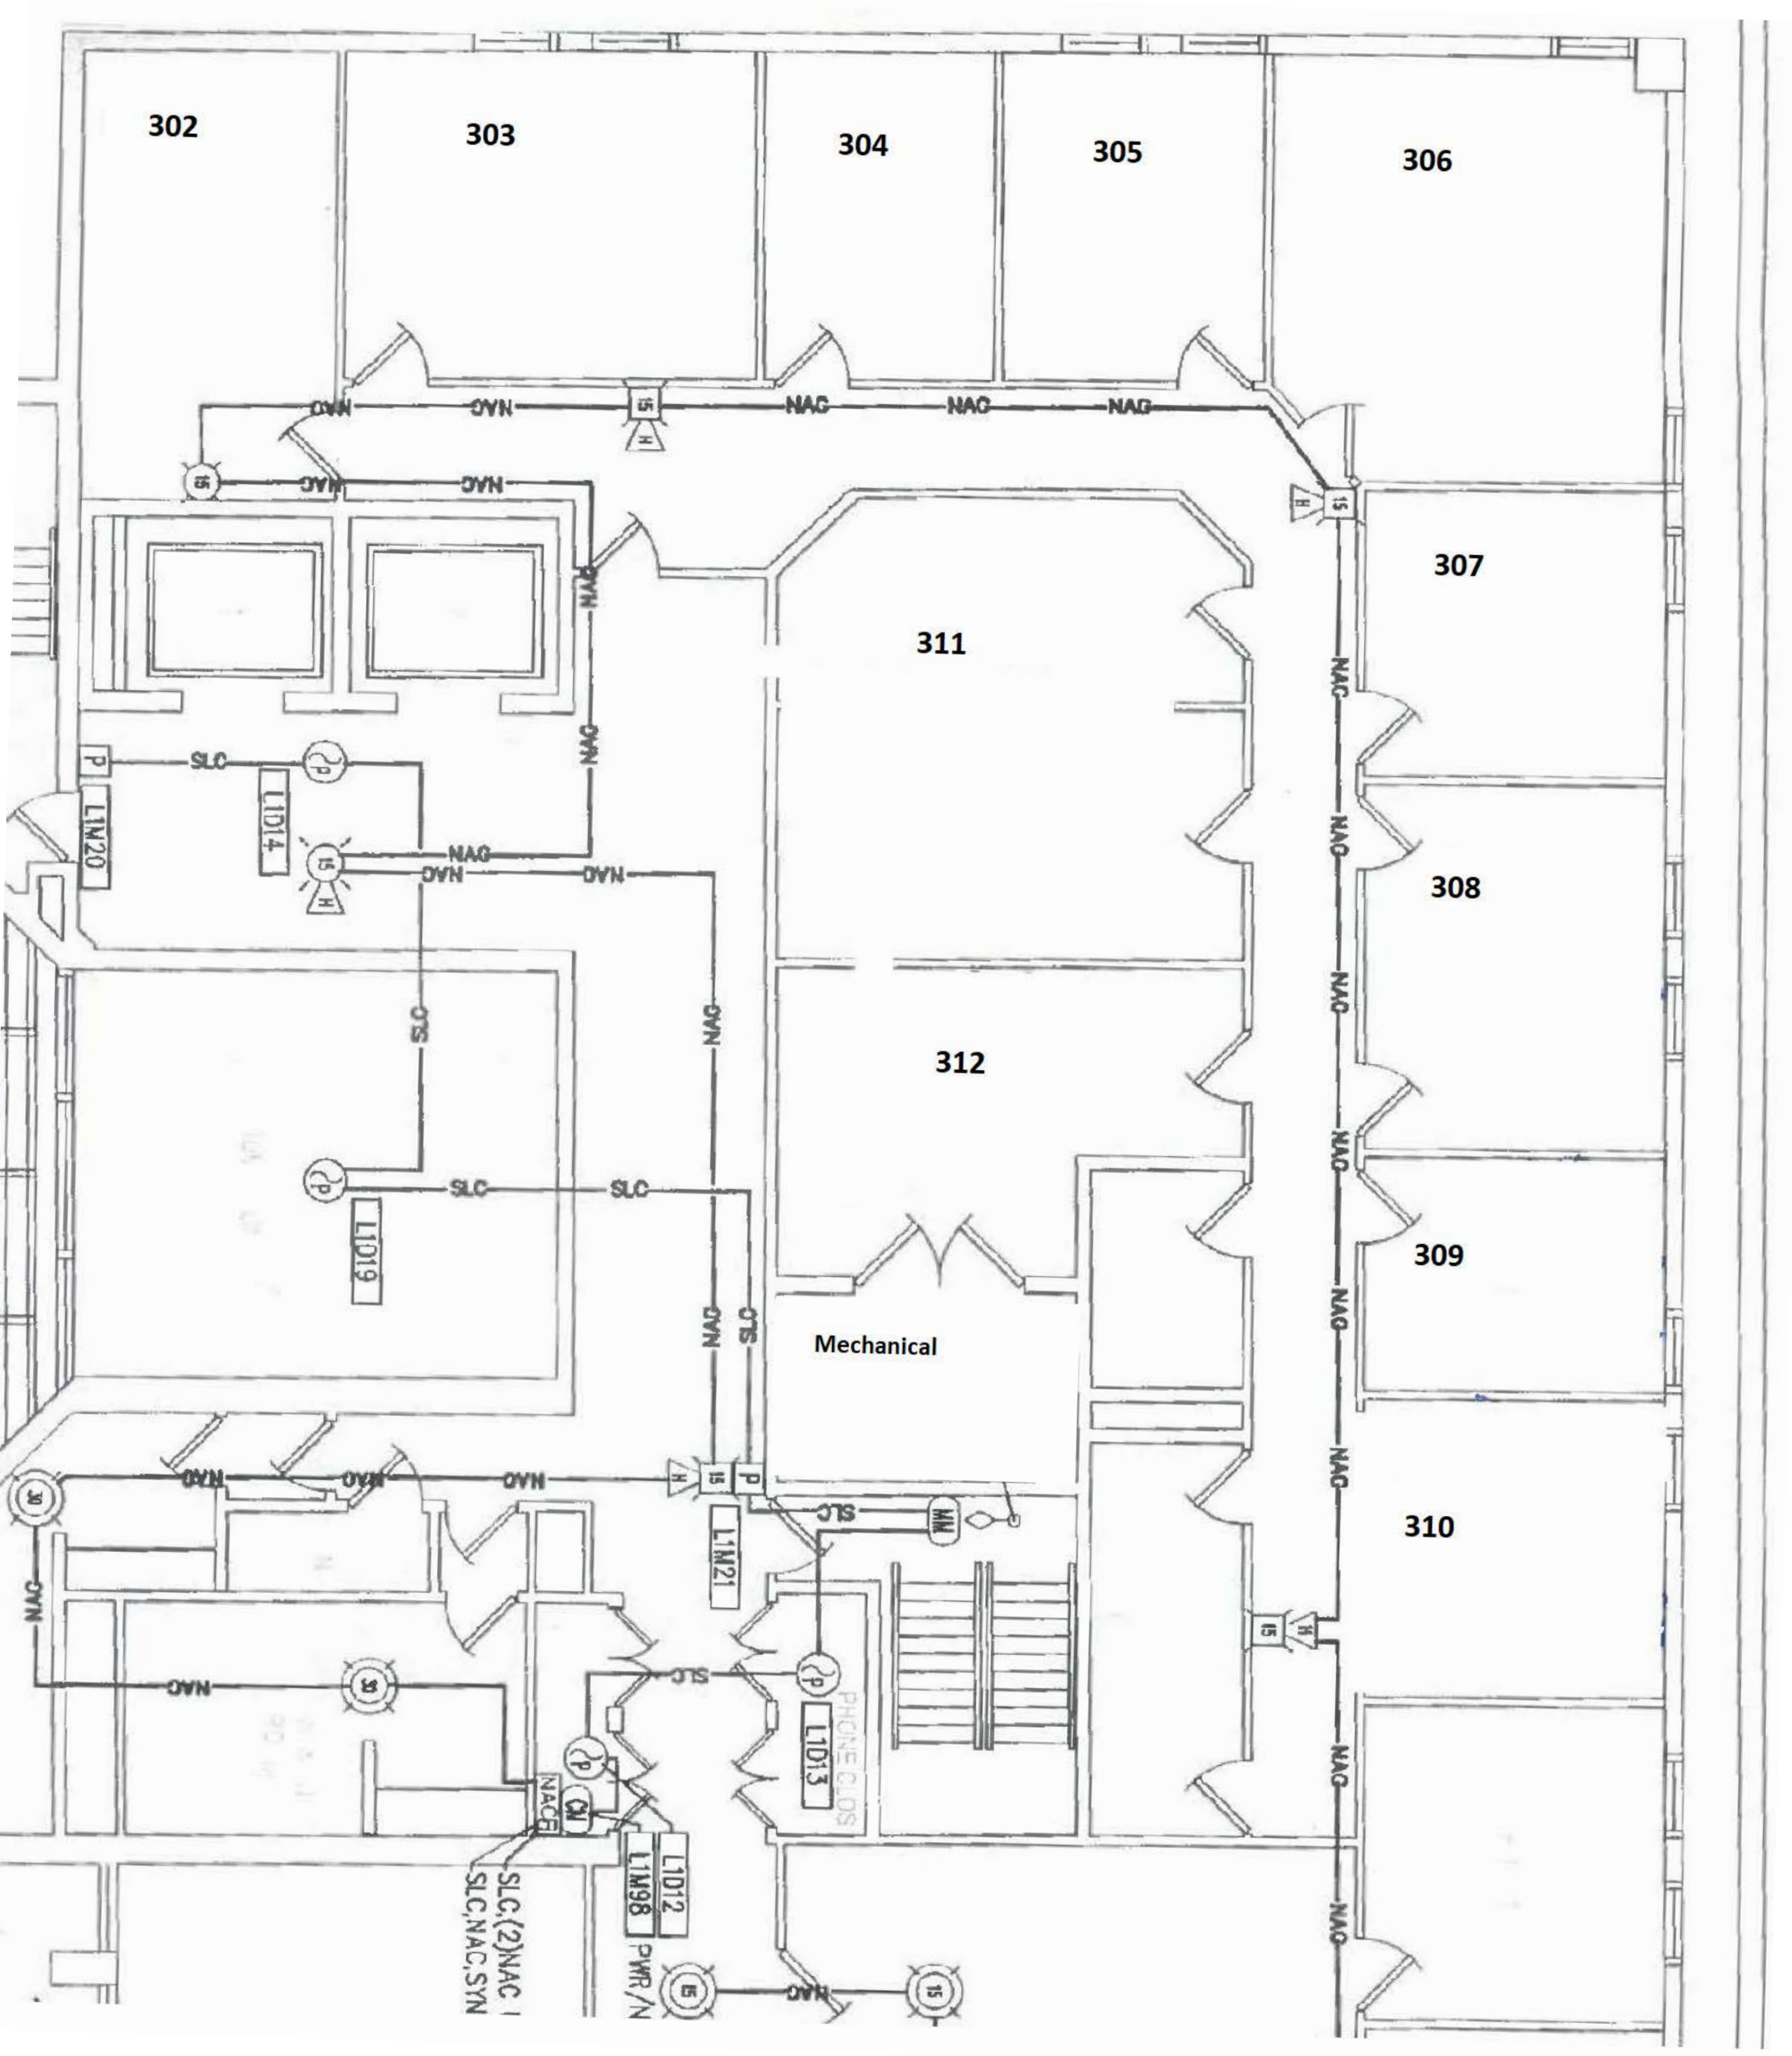 302
303
304
305
306
NAC
NAC
15
H
NAC
NAC
NAC
15
NAC
NAC
H
15
307
NAC
311
NAC
NAC
P
SLC
P
L1M20
L1D14
NAC
15
H
NAC
NAC
NAC
308
NAC
SLC
NAC
312
NAC
P
SLC
SLC
L1D19
309
NAC
NAC
SLC
Mechanical
NAC
30
NAC
NAC
NAC
H
15
P
SLC
MM
L1M21
310
NAC
15
H
30
NAC
SLC
P
L1D13
PHONE CLOS
P
NAC
CM
L1M98
L1D12
SLC,NAC,SYN
SLC,(2)NAC
PWR/N
NAC
15
NAC
15